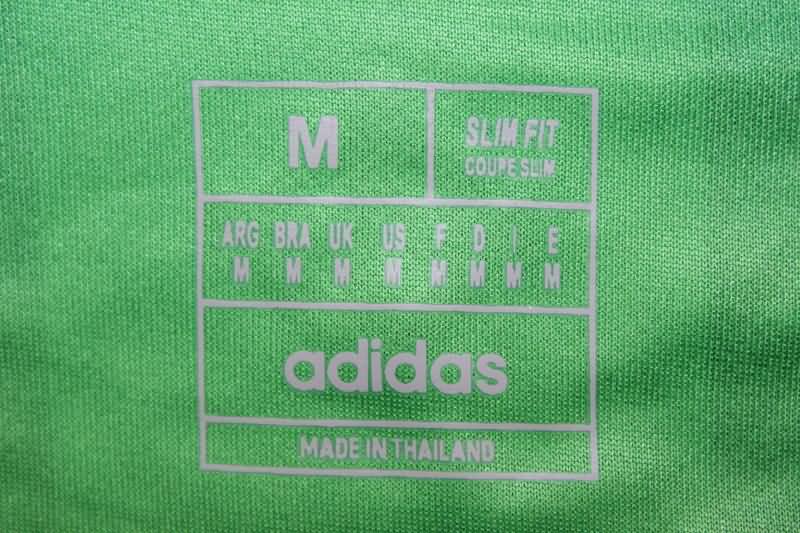 M
SLIM FIT
COUPE SLIM
ARG BRA UK US F D I E
M M M M M M M M
adidas
MADE IN THAILAND